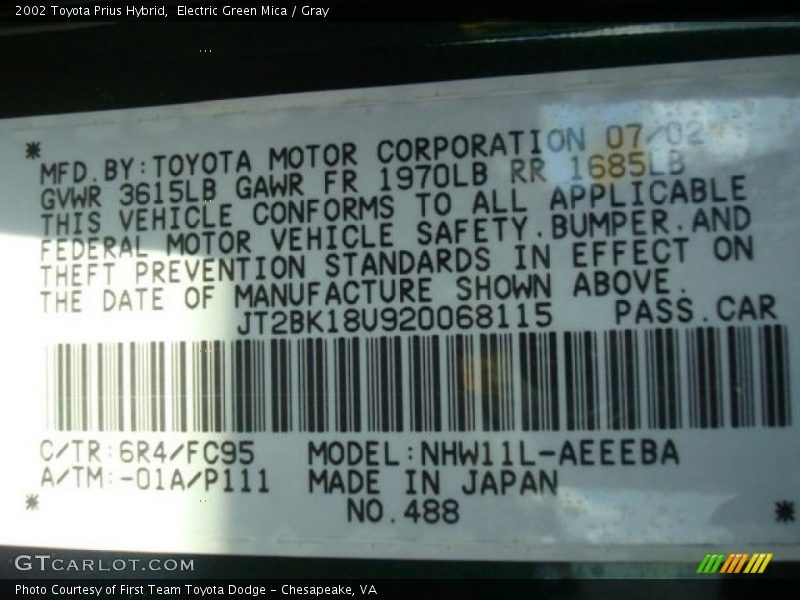 2002 Toyota Prius Hybrid, Electric Green Mica / Gray
MFD.BY:TOYOTA MOTOR CORPORATION 07/02
GVWR 3615LB GAWR FR 1970LB RR 1685LB
THIS VEHICLE CONFORMS TO ALL APPLICABLE
FEDERAL MOTOR VEHICLE SAFETY.BUMPER.AND
THEFT PREVENTION STANDARDS IN EFFECT ON
THE DATE OF MANUFACTURE SHOWN ABOVE.
JT2BK18U920068115 PASS.CAR
C/TR:6R4/FC95 MODEL:NHW11L-AEEEBA
A/TM:-01A/P111 MADE IN JAPAN
NO.488
GTCARLOT.COM
Photo Courtesy of First Team Toyota Dodge - Chesapeake, VA